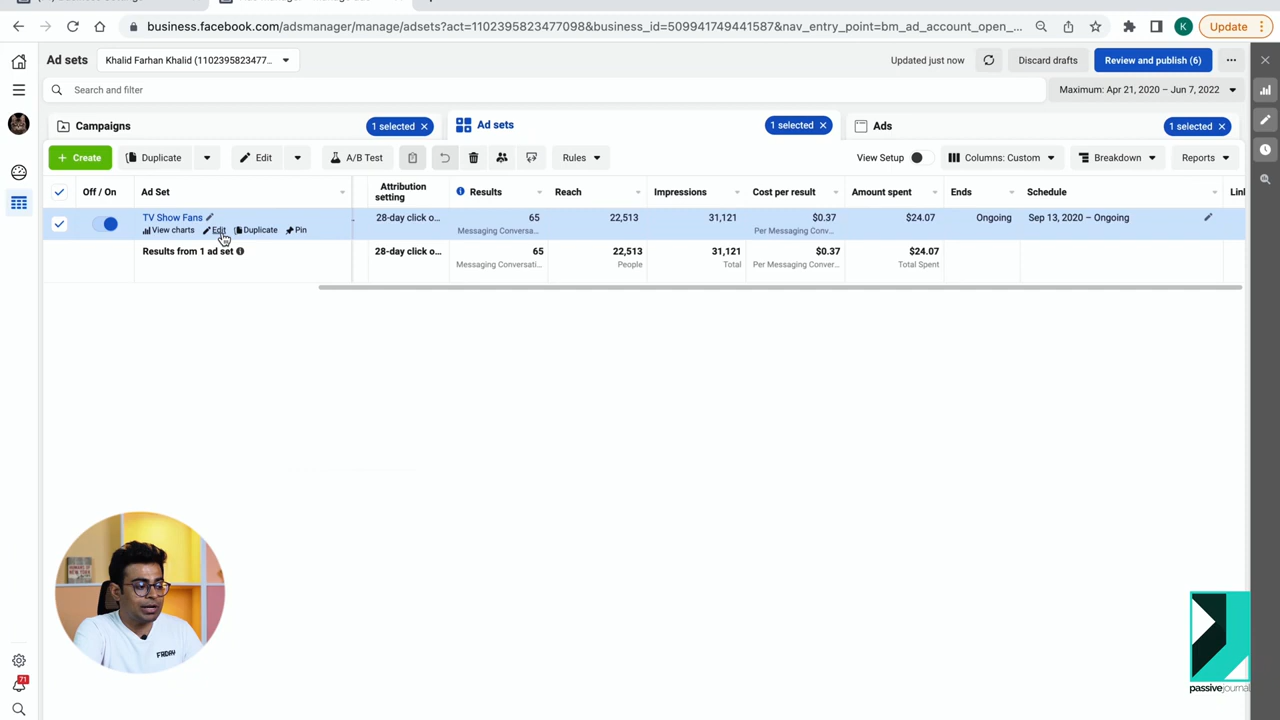 business.facebook.com/adsmanager/manage/adsets?act=1102395823477098&business_id=509941749441587&nav_entry_point=bm_ad_account_open_...
K
Update
Ad sets
Khalid Farhan Khalid (1102395823477...
Updated just now
Discard drafts
Review and publish (6)
Search and filter
Maximum: Apr 21, 2020 – Jun 7, 2022
Campaigns
1 selected
Ad sets
1 selected
Ads
1 selected
+ Create
Duplicate
Edit
A/B Test
Rules
View Setup
Columns: Custom
Breakdown
Reports
Off / On
Ad Set
Attribution setting
Results
Reach
Impressions
Cost per result
Amount spent
Ends
Schedule
Link
TV Show Fans
28-day click o...
65
22,513
31,121
$0.37
$24.07
Ongoing
Sep 13, 2020 – Ongoing
View charts
Edit
Duplicate
Pin
Messaging Conversa...
Per Messaging Conv...
Results from 1 ad set
28-day click o...
65
22,513
31,121
$0.37
$24.07
Messaging Conversati...
People
Total
Per Messaging Conver...
Total Spent
FRIDAY
71
passivejournal